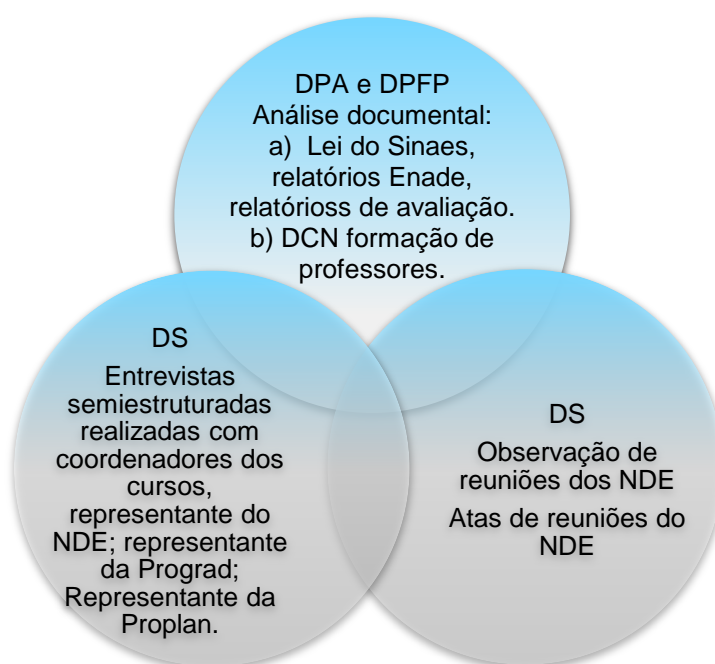 DPA e DPFP
Análise documental:
a) Lei do Sinaes,
relatórios Enade,
relatórioss de avaliação.
b) DCN formação de
professores.
DS
Entrevistas
semiestruturadas
realizadas com
coordenadores dos
cursos,
representante do
NDE; representante
da Prograd;
Representante da
Proplan.
DS
Observação de
reuniões dos NDE
Atas de reuniões do
NDE